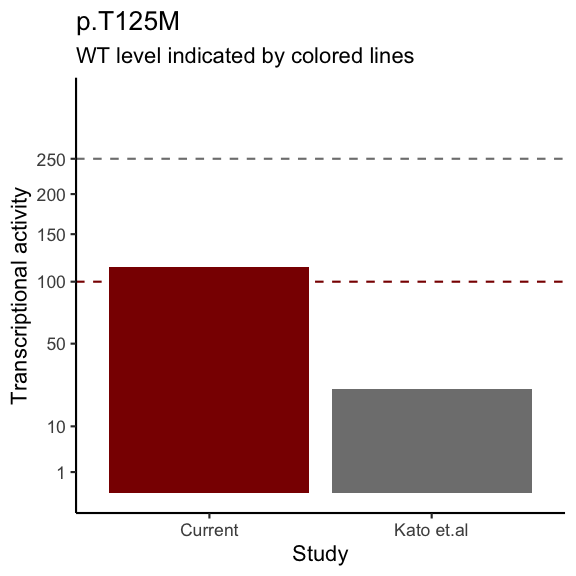 p.T125M
WT level indicated by colored lines
Transcriptional activity
250
200
150
100
50
10
1
Current
Kato et.al
Study